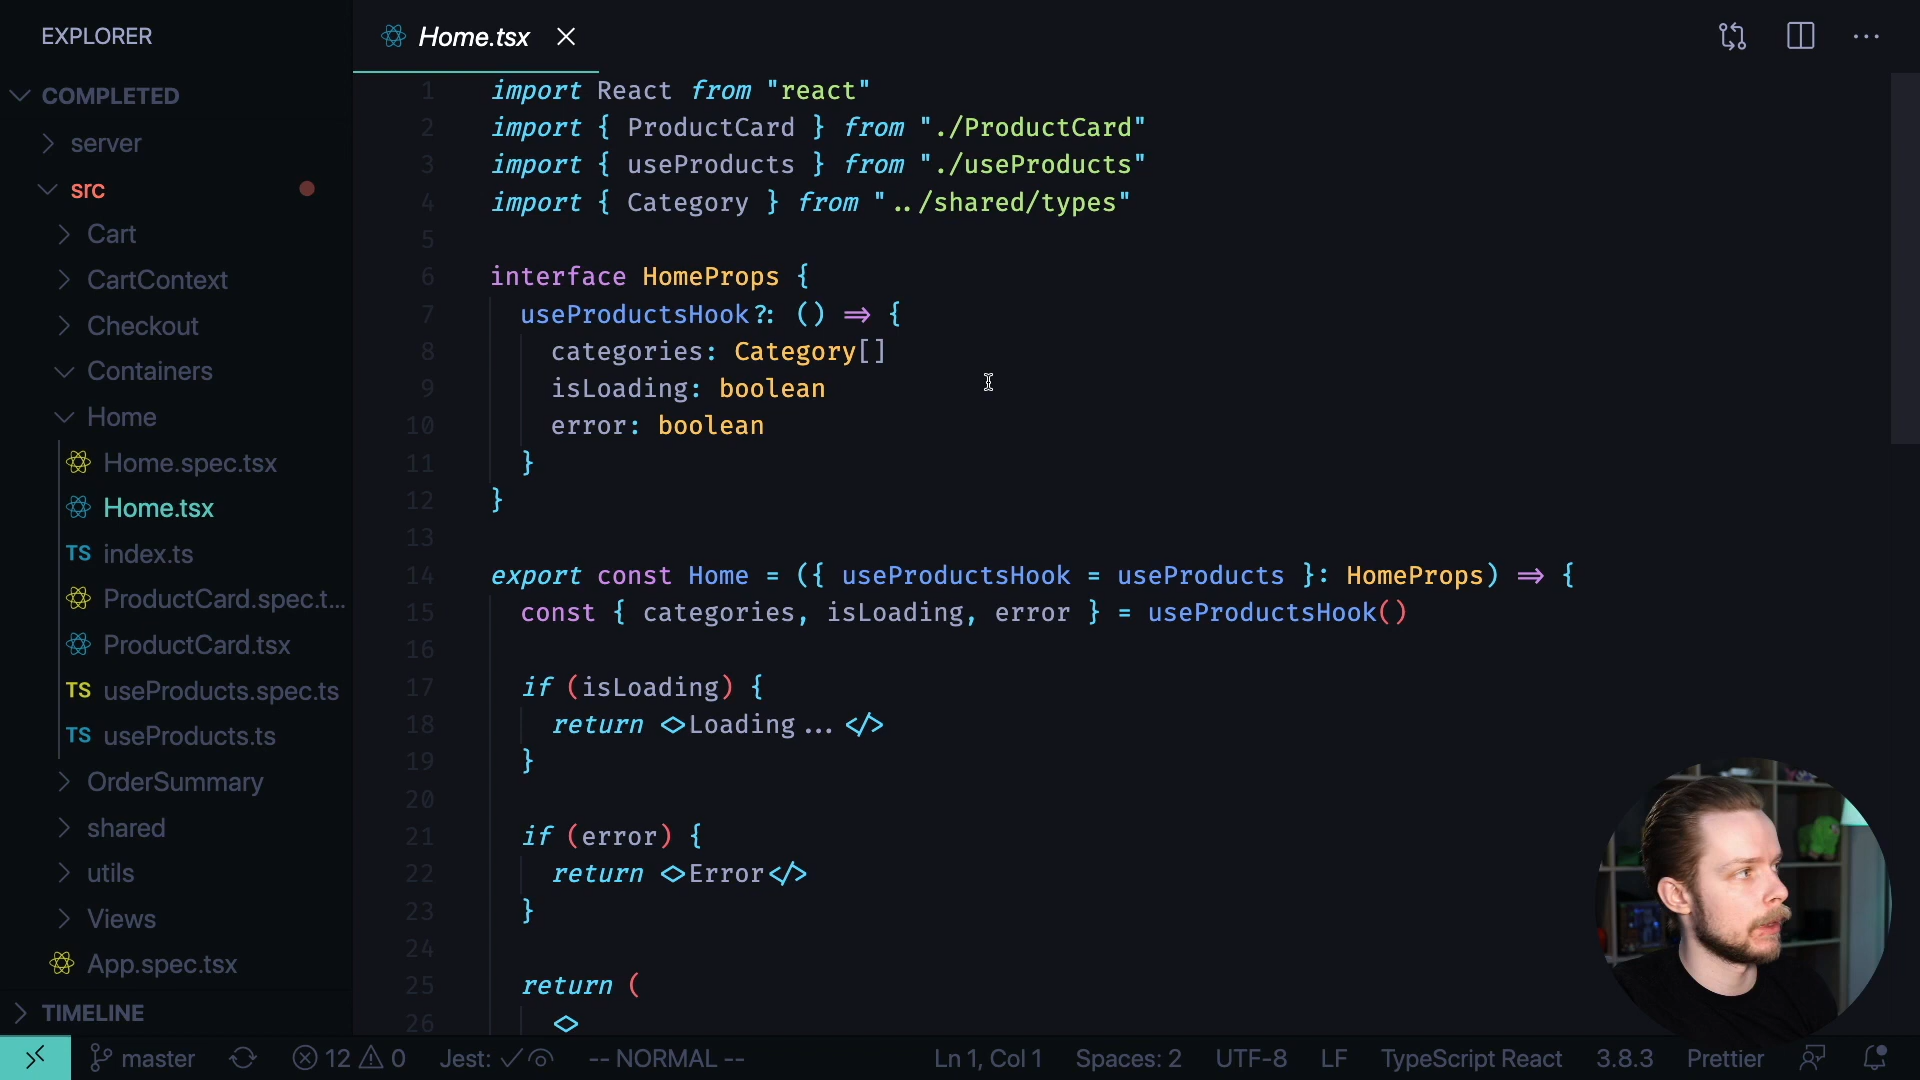 EXPLORER
COMPLETED
server
src
Cart
CartContext
Checkout
Containers
Home
Home.spec.tsx
Home.tsx
TS index.ts
ProductCard.spec.t...
ProductCard.tsx
TS useProducts.spec.ts
TS useProducts.ts
OrderSummary
shared
utils
Views
App.spec.tsx
TIMELINE
Home.tsx
1 import React from "react"
2 import { ProductCard } from "./ProductCard"
3 import { useProducts } from "./useProducts"
4 import { Category } from "../shared/types"
5
6 interface HomeProps {
7 useProductsHook?: () => {
8 categories: Category[]
9 isLoading: boolean
10 error: boolean
11 }
12 }
13
14 export const Home = ({ useProductsHook = useProducts }: HomeProps) => {
15 const { categories, isLoading, error } = useProductsHook()
16
17 if (isLoading) {
18 return <>Loading...</>
19 }
20
21 if (error) {
22 return <>Error</>
23 }
24
25 return (
26 <>
master 12 0 Jest: -- NORMAL -- Ln 1, Col 1 Spaces: 2 UTF-8 LF TypeScript React 3.8.3 Prettier